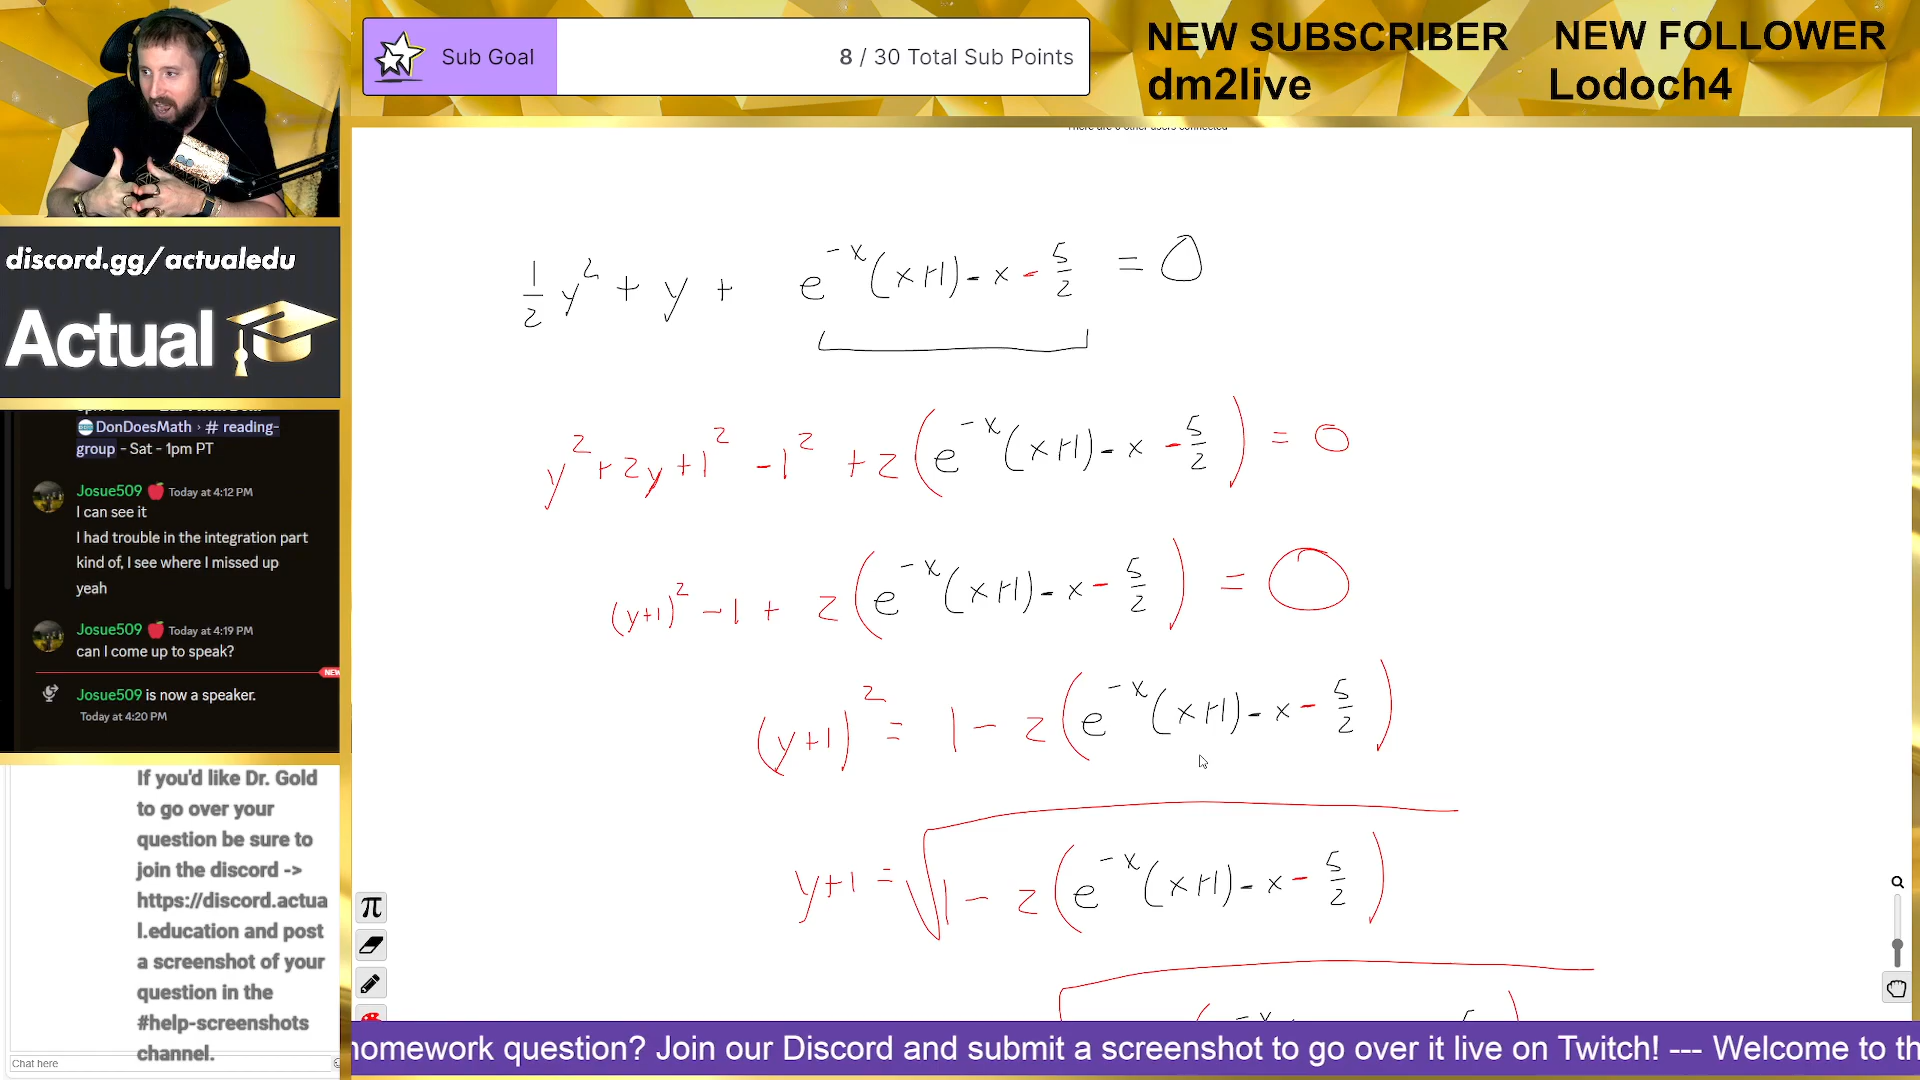 Sub Goal
8 / 30 Total Sub Points
NEW SUBSCRIBER
dm2live
NEW FOLLOWER
Lodoch4
discord.gg/actualedu
Actual
DonDoesMath › # reading-
group - Sat - 1pm PT
Josue509 Today at 4:12 PM
I can see it
I had trouble in the integration part
kind of, I see where I missed up
yeah
Josue509 Today at 4:19 PM
can I come up to speak?
NEW
Josue509 is now a speaker.
Today at 4:20 PM
If you'd like Dr. Gold
to go over your
question be sure to
join the discord ->
https://discord.actua
l.education and post
a screenshot of your
question in the
#help-screenshots
channel.
Chat here
1/2 y² + y + e^-x (x+1) - x - 5/2 = 0
y² + 2y + 1² - 1² + 2(e^-x (x+1) - x - 5/2) = 0
(y+1)² - 1 + 2(e^-x (x+1) - x - 5/2) = 0
(y+1)² = 1 - 2(e^-x (x+1) - x - 5/2)
y+1 = √(1 - 2(e^-x (x+1) - x - 5/2))
π
homework question? Join our Discord and submit a screenshot to go over it live on Twitch! --- Welcome to th